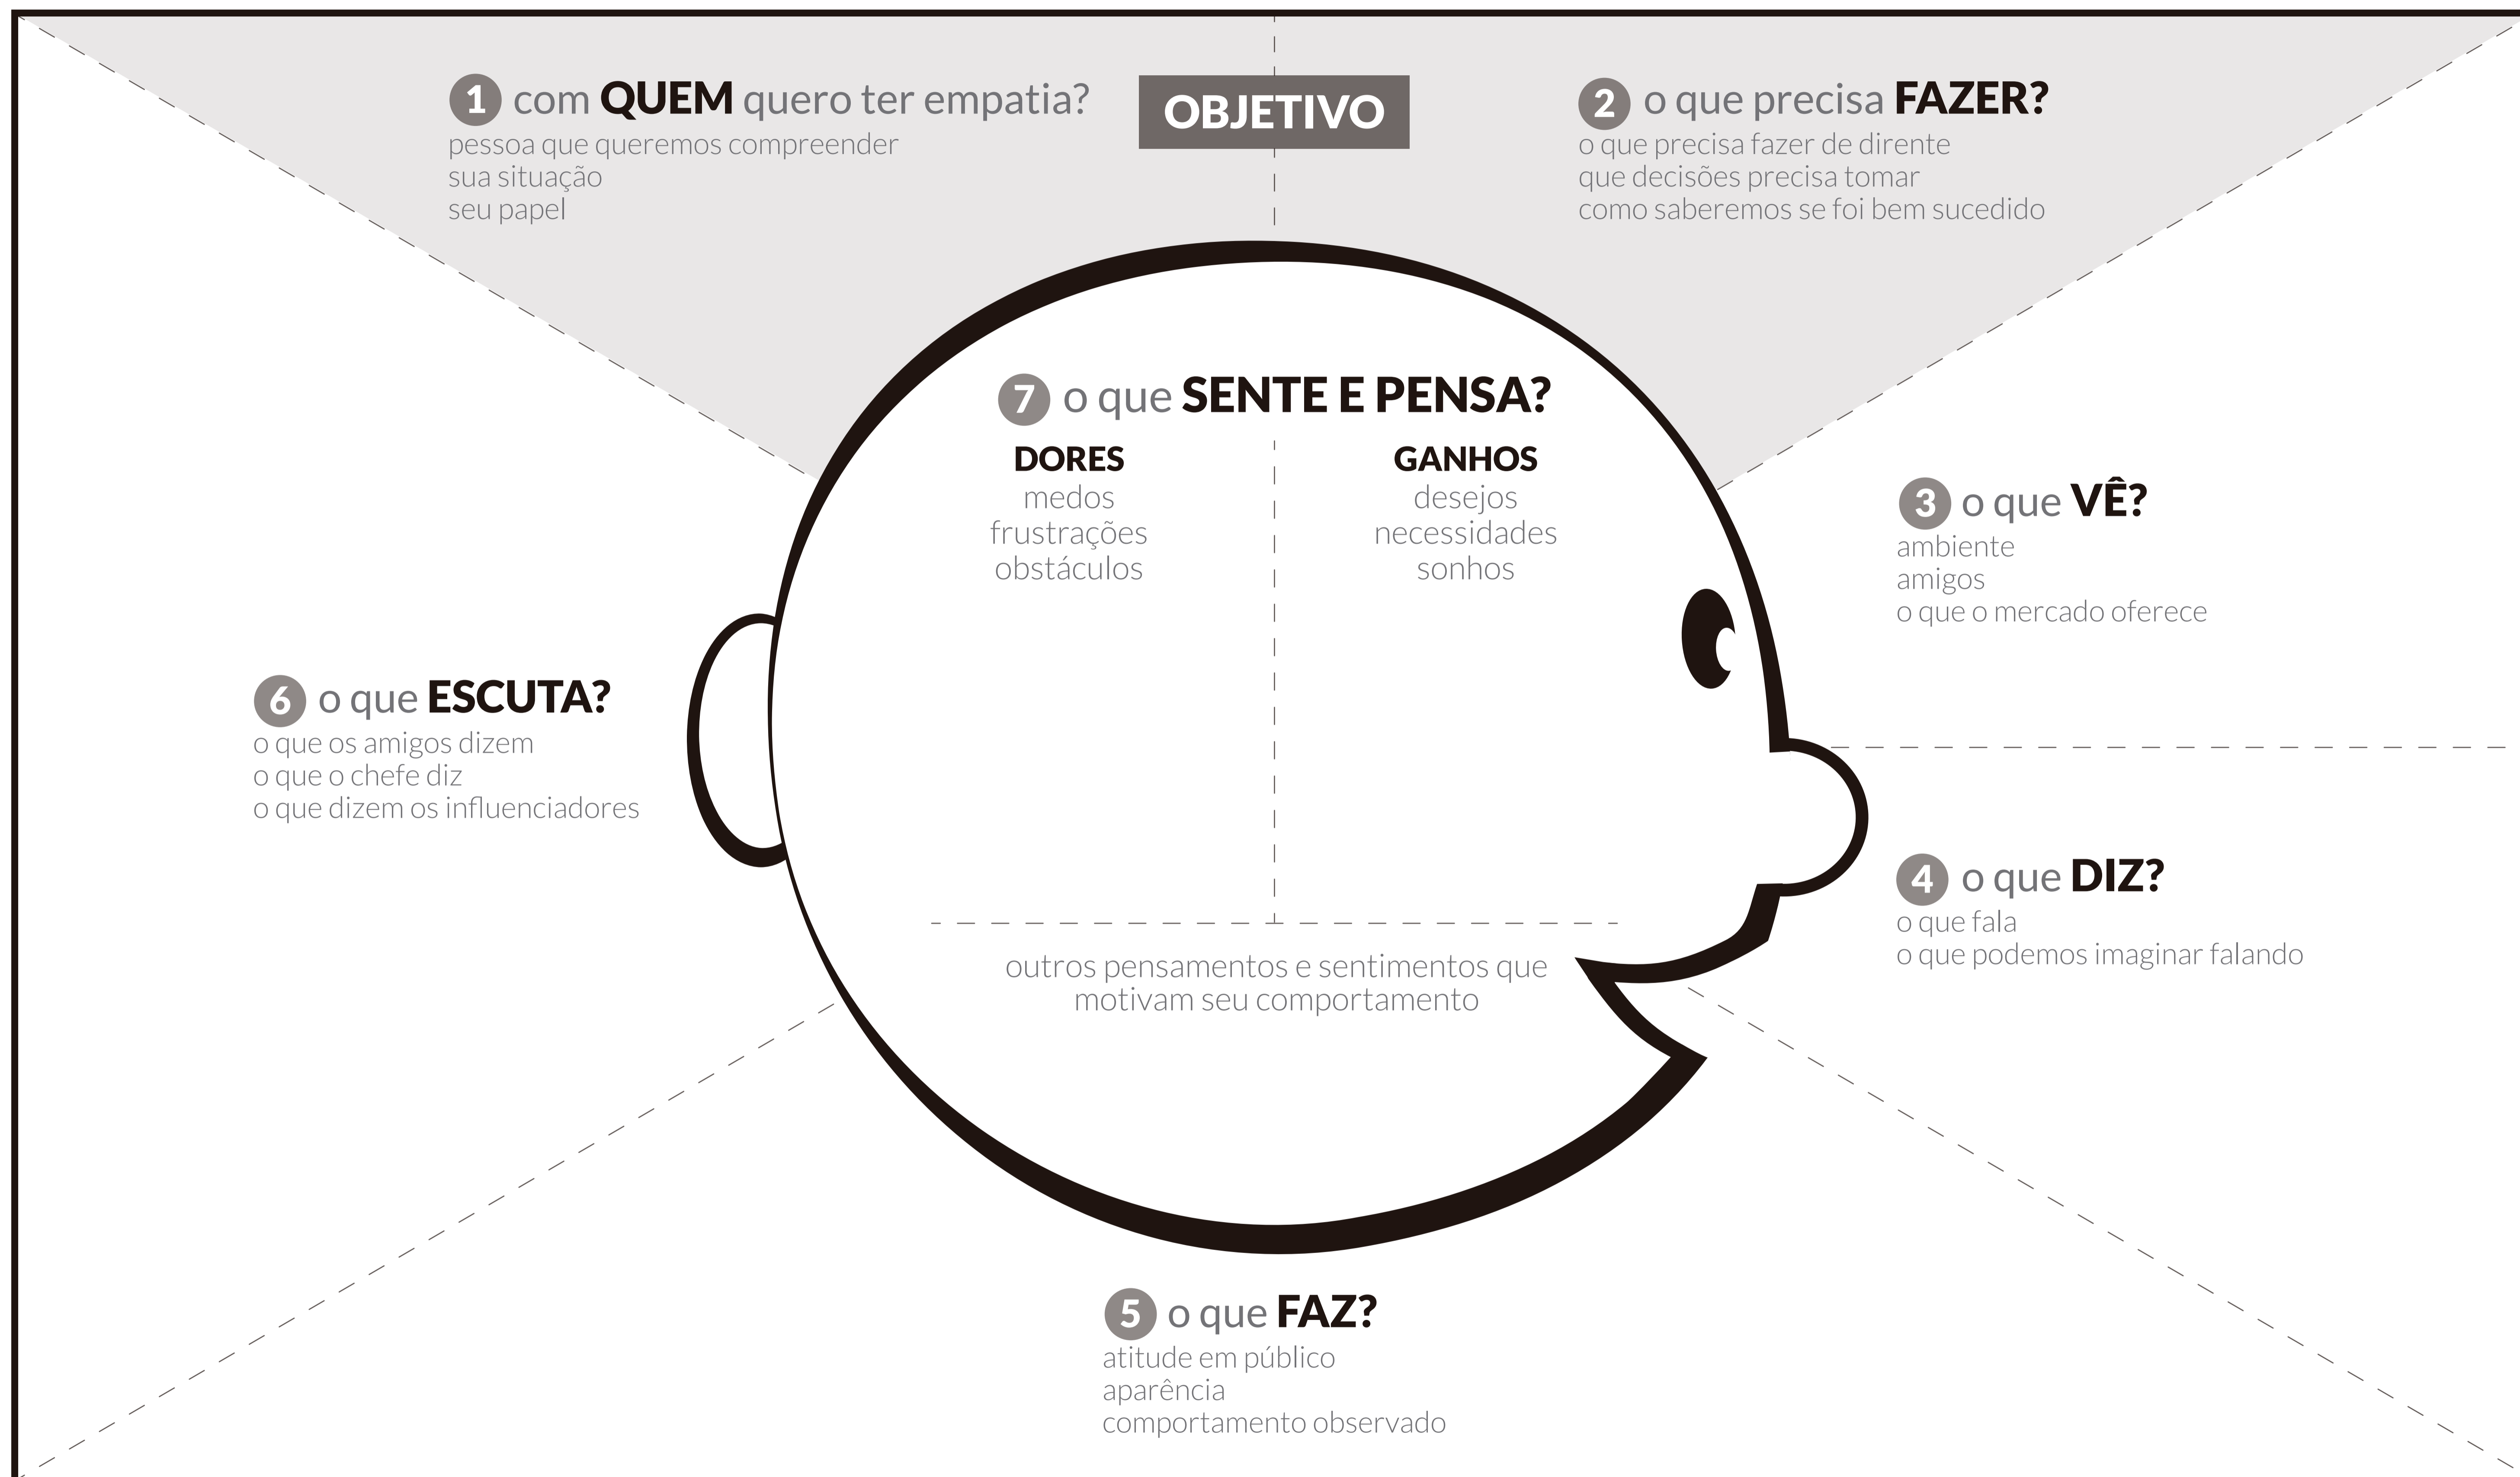 1 com QUEM quero ter empatia?
pessoa que queremos compreender
sua situação
seu papel
OBJETIVO
2 o que precisa FAZER?
o que precisa fazer de dirente
que decisões precisa tomar
como saberemos se foi bem sucedido
3 o que VÊ?
ambiente
amigos
o que o mercado oferece
4 o que DIZ?
o que fala
o que podemos imaginar falando
5 o que FAZ?
atitude em público
aparência
comportamento observado
6 o que ESCUTA?
o que os amigos dizem
o que o chefe diz
o que dizem os influenciadores
7 o que SENTE E PENSA?
DORES
medos
frustrações
obstáculos
GANHOS
desejos
necessidades
sonhos
outros pensamentos e sentimentos que
motivam seu comportamento